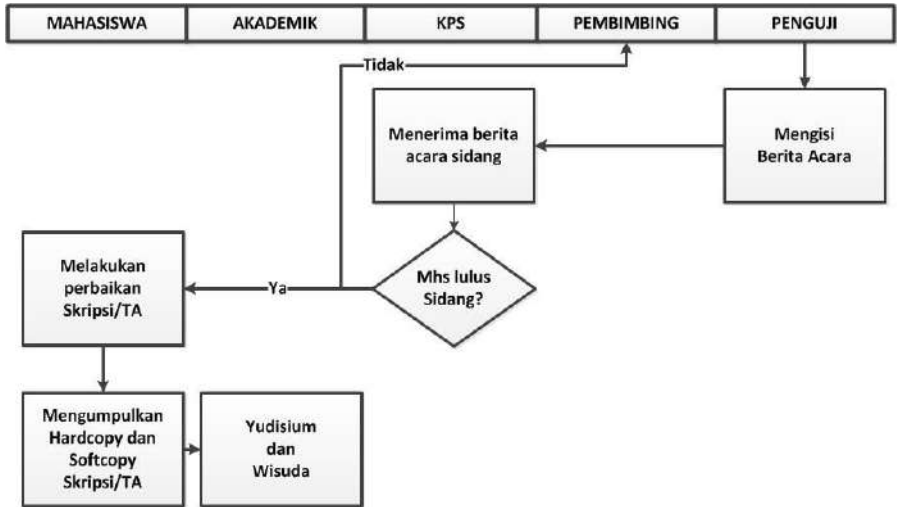 MAHASISWA AKADEMIK KPS PEMBIMBING PENGUJI
Tidak
Menerima berita
acara sidang
Mengisi
Berita Acara
Melakukan
perbaikan
Skripsi/TA
Ya
Mhs lulus
Sidang?
Mengumpulkan
Hardcopy dan
Softcopy
Skripsi/TA
Yudisium
dan
Wisuda